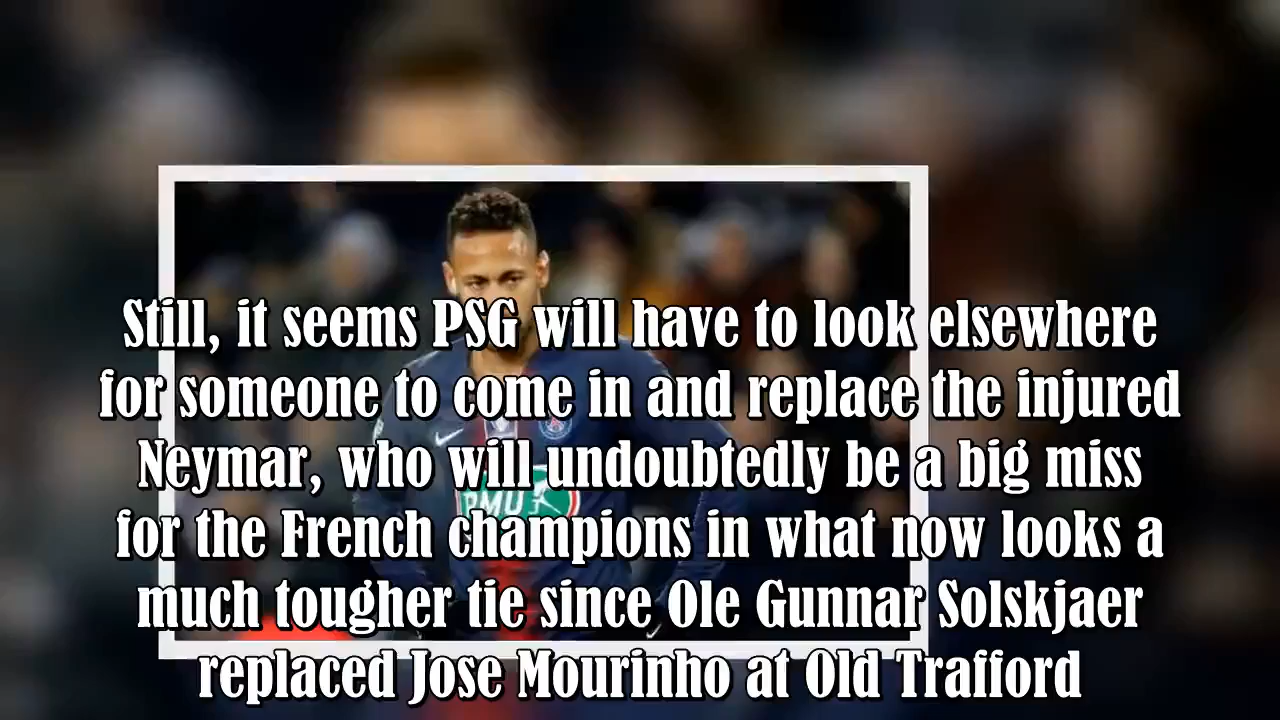 Still, it seems PSG will have to look elsewhere
for someone to come in and replace the injured
Neymar, who will undoubtedly be a big miss
for the French champions in what now looks a
much tougher tie since Ole Gunnar Solskjaer
replaced Jose Mourinho at Old Trafford
PMU